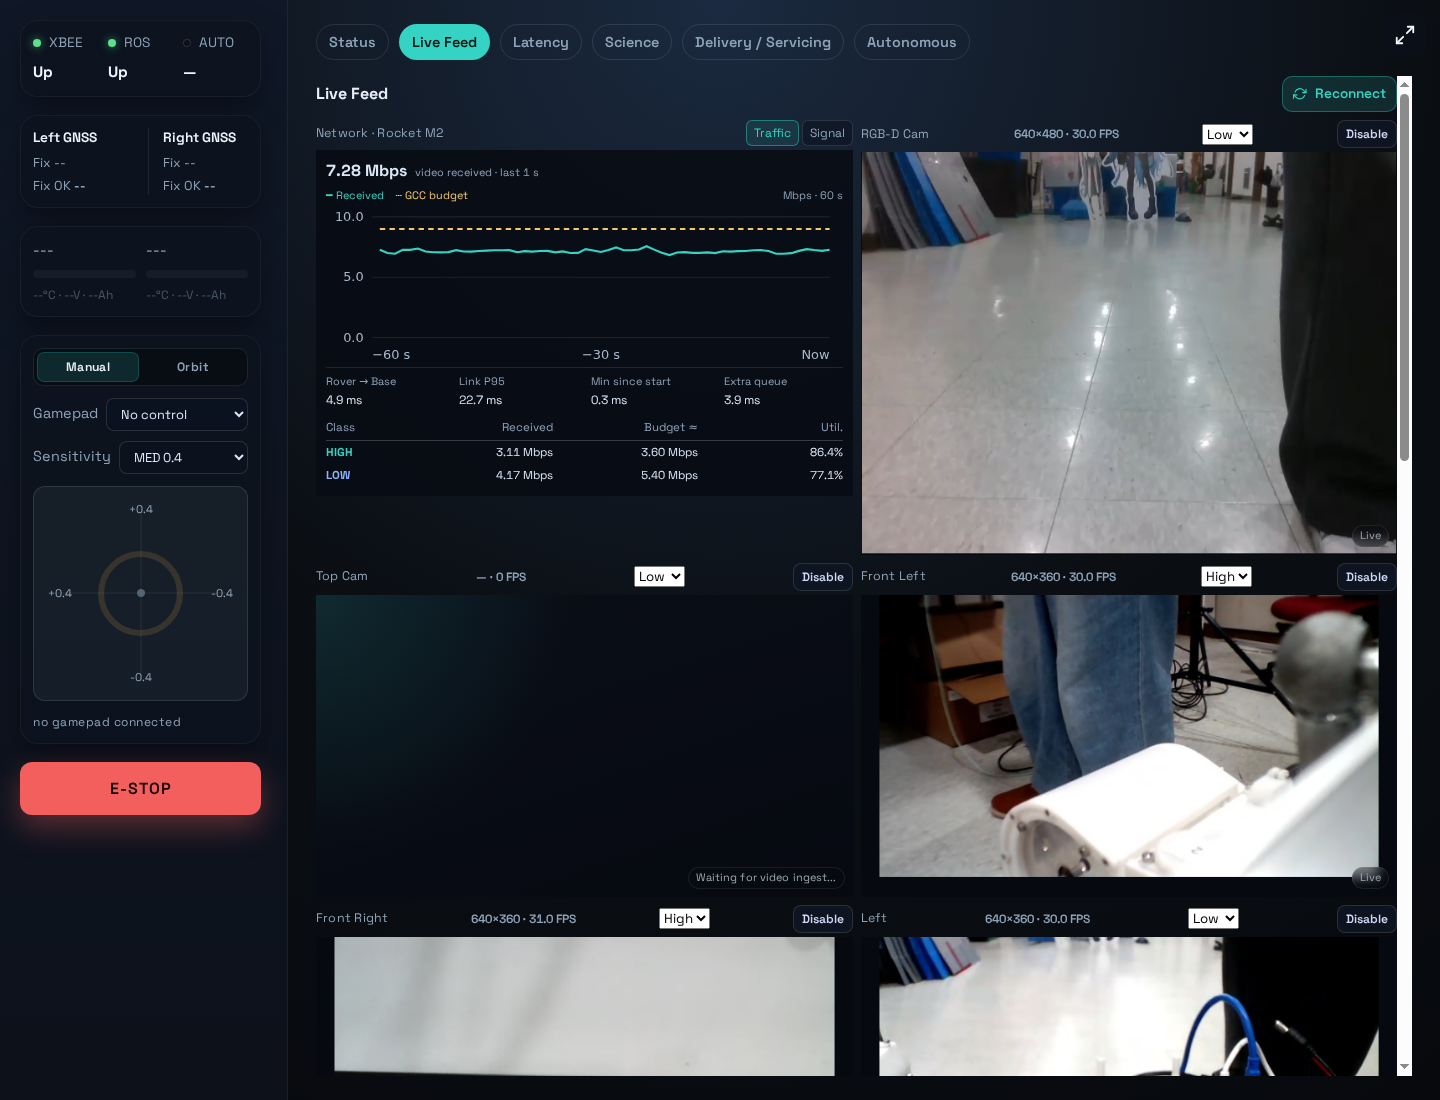 XBEE ROS AUTO
Up Up —
Left GNSS Right GNSS
Fix -- Fix --
Fix OK -- Fix OK --
--- ---
--°C · --V · --Ah --°C · --V · --Ah
Manual Orbit
Gamepad No control
Sensitivity MED 0.4
+0.4
+0.4 -0.4
-0.4
no gamepad connected
E-STOP
Status Live Feed Latency Science Delivery / Servicing Autonomous
Live Feed Reconnect
Network · Rocket M2 Traffic Signal
7.28 Mbps video received · last 1 s
Received GCC budget Mbps · 60 s
10.0
5.0
0.0
−60 s −30 s Now
Rover → Base Link P95 Min since start Extra queue
4.9 ms 22.7 ms 0.3 ms 3.9 ms
Class Received Budget ≈ Util.
HIGH 3.11 Mbps 3.60 Mbps 86.4%
LOW 4.17 Mbps 5.40 Mbps 77.1%
RGB-D Cam 640×480 · 30.0 FPS Low Disable
Live
Top Cam — · 0 FPS Low Disable
Waiting for video ingest...
Front Left 640×360 · 30.0 FPS High Disable
Live
Front Right 640×360 · 31.0 FPS High Disable
Left 640×360 · 30.0 FPS Low Disable